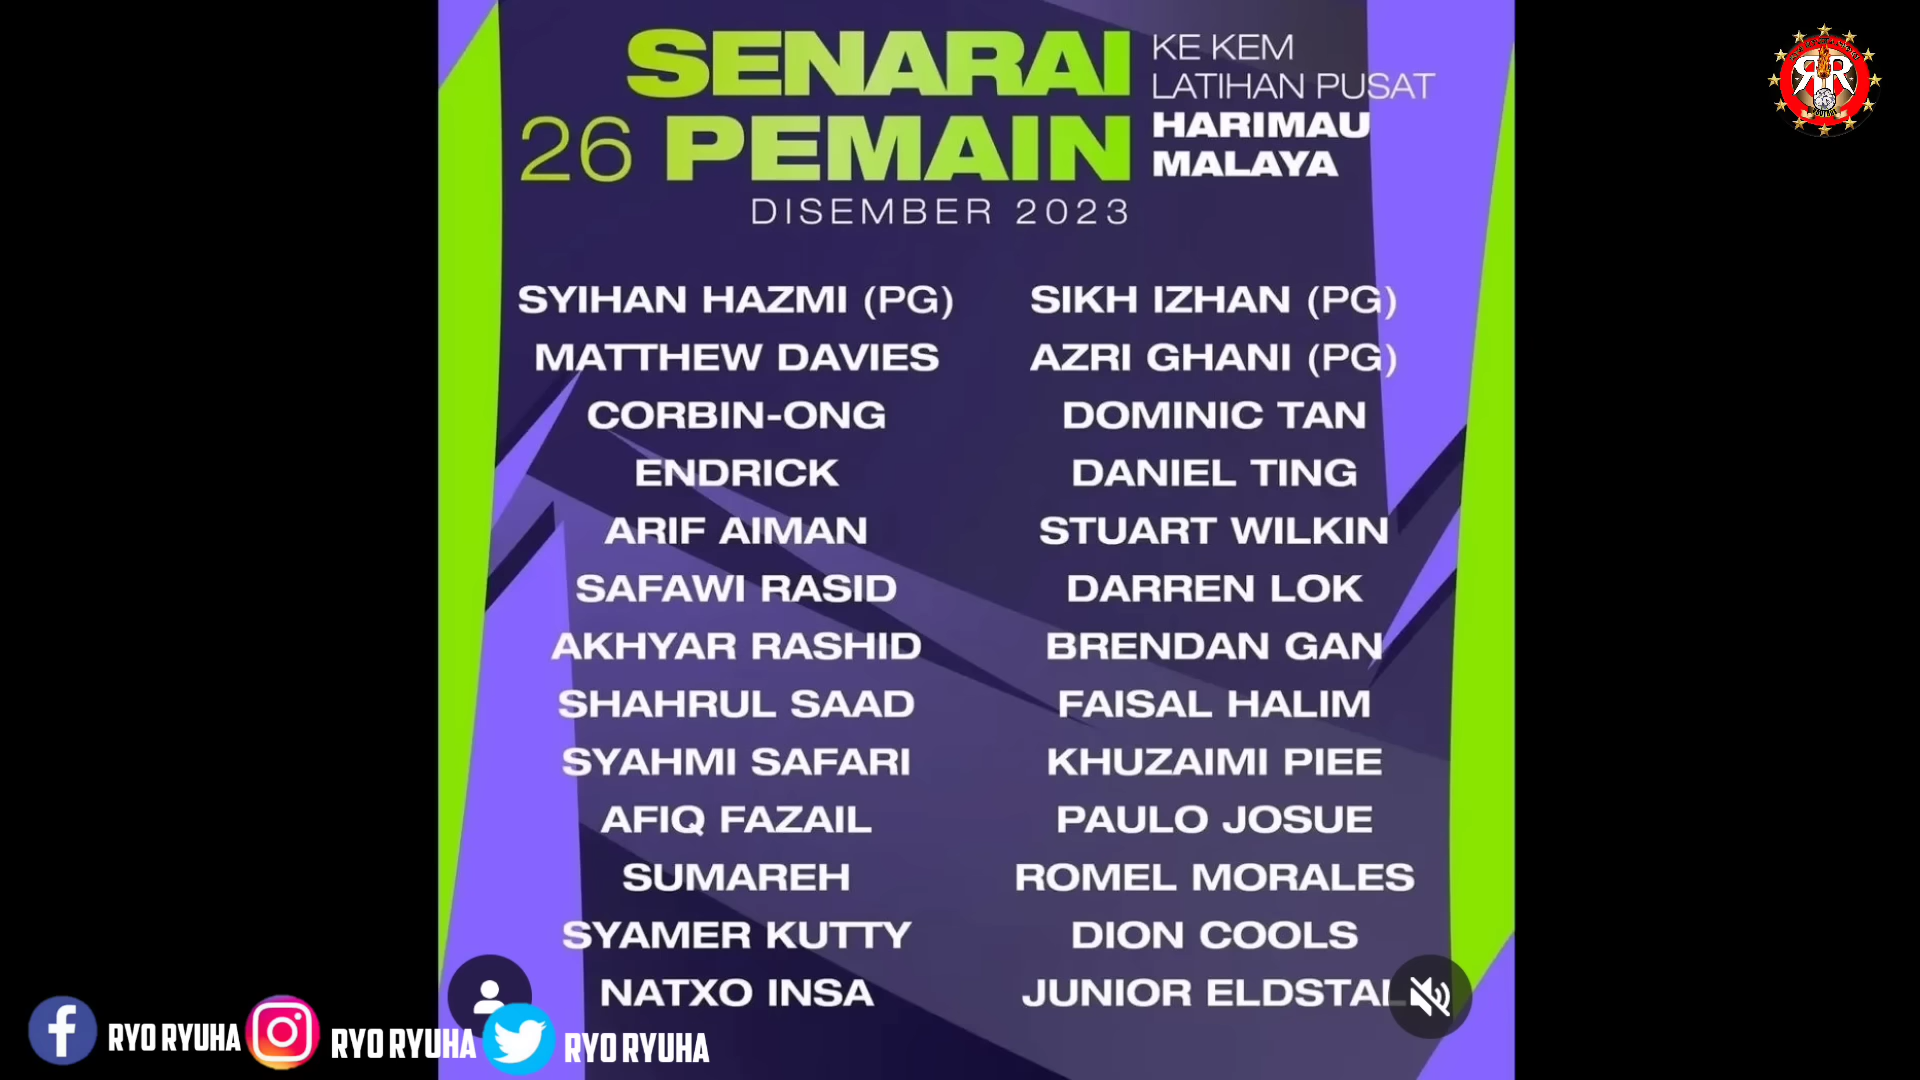 SENARAI
26 PEMAIN
DISEMBER 2023
KE KEM
LATIHAN PUSAT
HARIMAU
MALAYA
SYIHAN HAZMI (PG)
MATTHEW DAVIES
CORBIN-ONG
ENDRICK
ARIF AIMAN
SAFAWI RASID
AKHYAR RASHID
SHAHRUL SAAD
SYAHMI SAFARI
AFIQ FAZAIL
SUMAREH
SYAMER KUTTY
NATXO INSA
SIKH IZHAN (PG)
AZRI GHANI (PG)
DOMINIC TAN
DANIEL TING
STUART WILKIN
DARREN LOK
BRENDAN GAN
FAISAL HALIM
KHUZAIMI PIEE
PAULO JOSUE
ROMEL MORALES
DION COOLS
JUNIOR ELDSTAL
RYO RYUHA
RYO RYUHA
RYO RYUHA